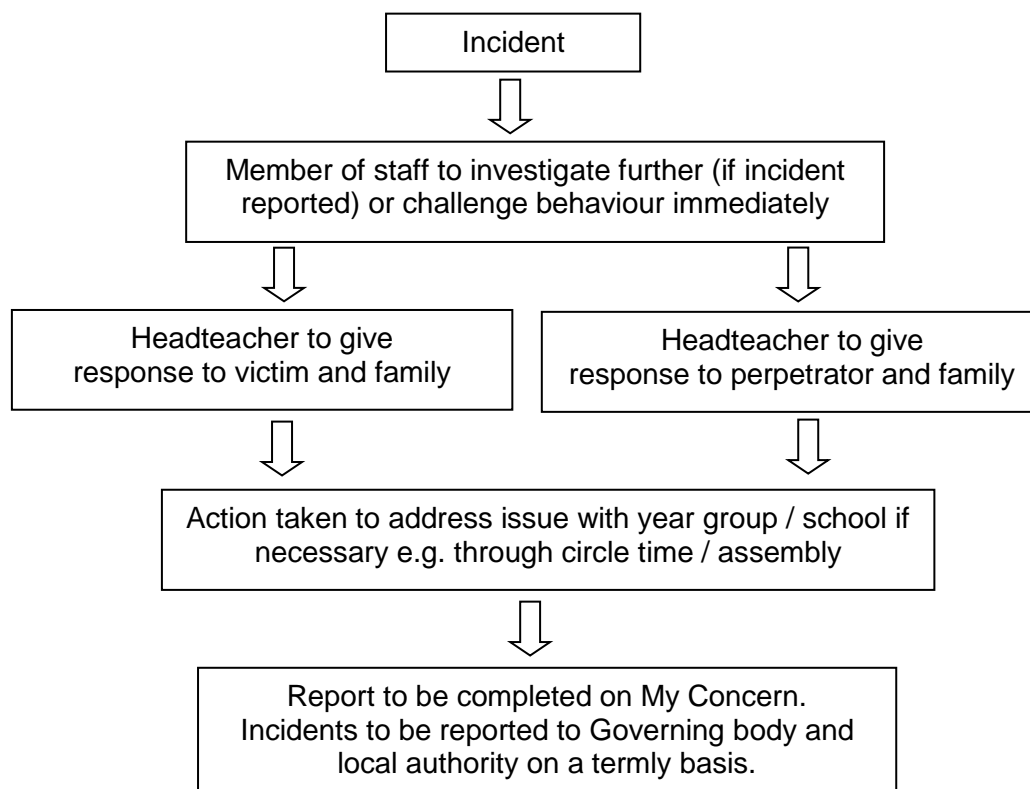 Incident
Member of staff to investigate further (if incident
reported) or challenge behaviour immediately
Headteacher to give
response to victim and family
Headteacher to give
response to perpetrator and family
Action taken to address issue with year group / school if
necessary e.g. through circle time / assembly
Report to be completed on My Concern.
Incidents to be reported to Governing body and
local authority on a termly basis.